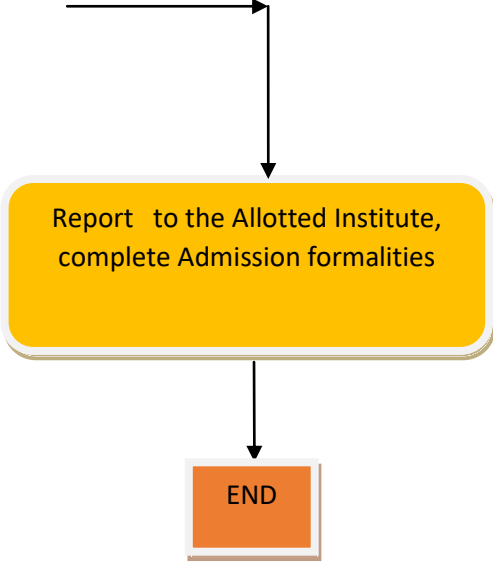 Report   to the Allotted Institute,
complete Admission formalities
END